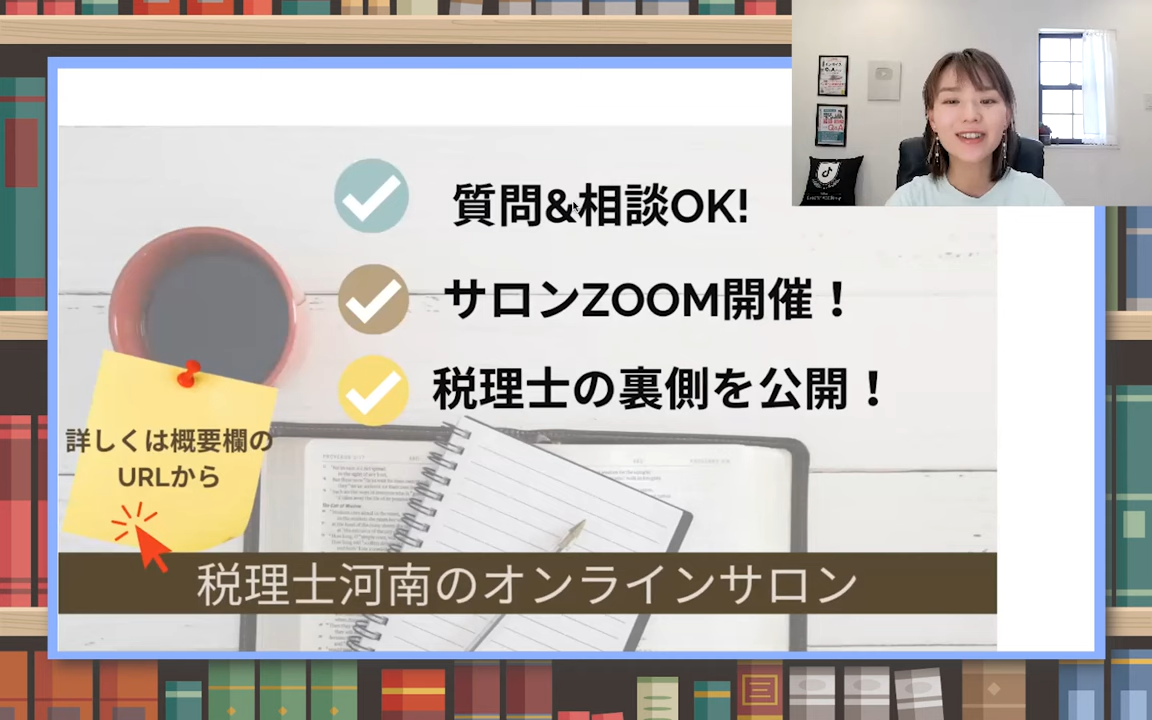 質問&相談OK!
サロンZOOM開催！
税理士の裏側を公開！
詳しくは概要欄の
URLから
税理士河南のオンラインサロン